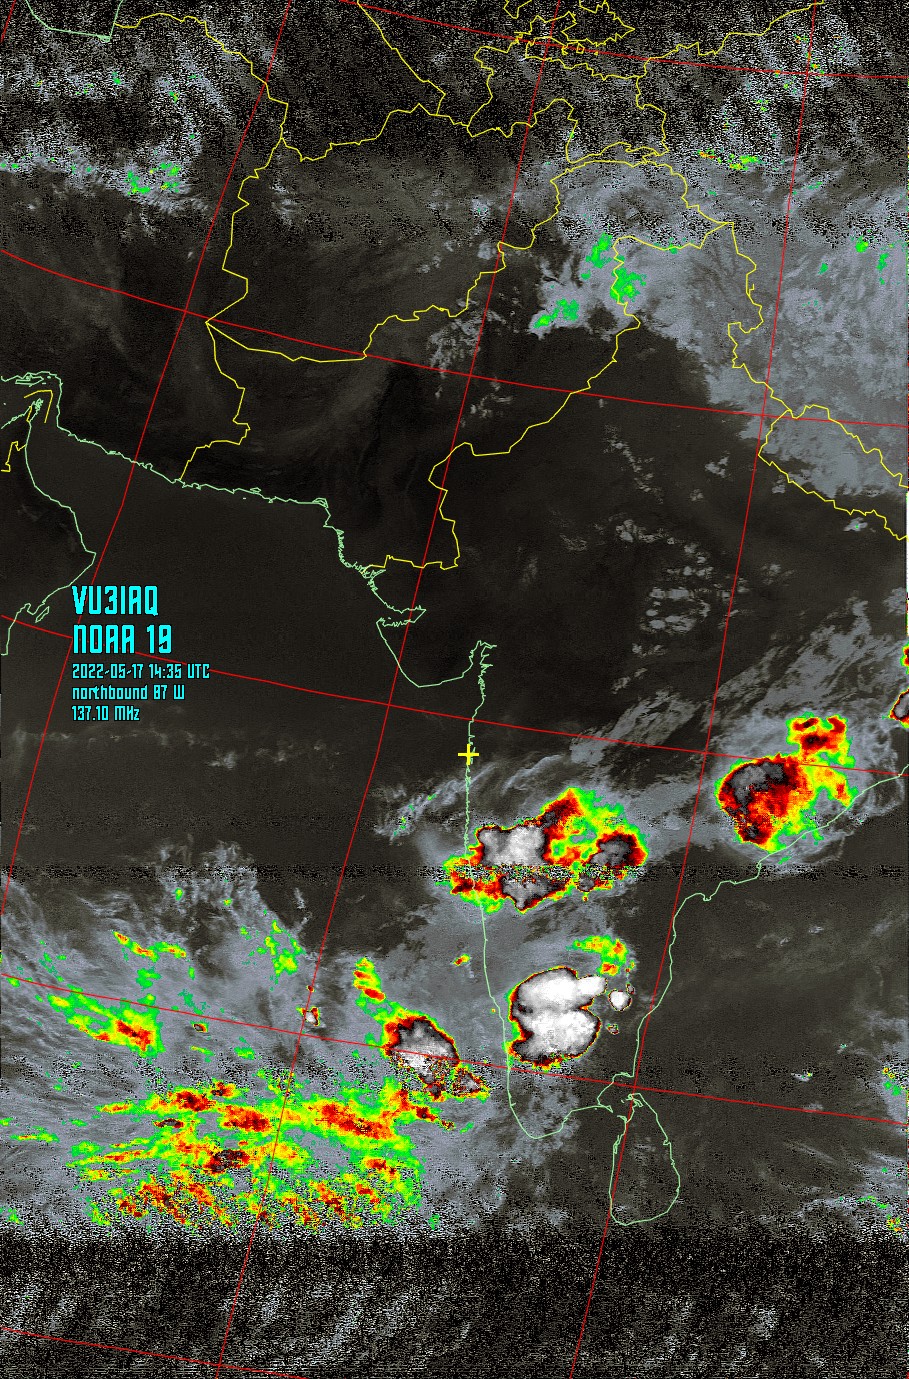 VU3IAQ
NOAA 19
2022-05-17 14:35 UTC
northbound 87 W
137.10 MHz